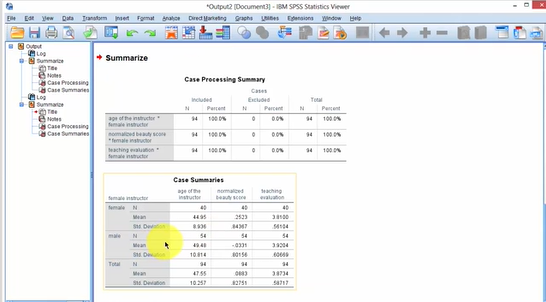 *Output2 [Document3] - IBM SPSS Statistics Viewer
File Edit View Data Transform Insert Format Analyze Direct Marketing Graphs Utilities Extensions Window Help
Output
Log
Summarize
Title
Notes
Case Processing
Case Summaries
Log
Summarize
Title
Notes
Case Processing
Case Summaries
Summarize
Case Processing Summary
Cases
Included Excluded Total
N Percent N Percent N Percent
age of the instructor * female instructor 94 100.0% 0 0.0% 94 100.0%
normalized beauty score * female instructor 94 100.0% 0 0.0% 94 100.0%
teaching evaluation * female instructor 94 100.0% 0 0.0% 94 100.0%
Case Summaries
female instructor age of the instructor normalized beauty score teaching evaluation
female N 40 40 40
Mean 44.95 .2523 3.8100
Std. Deviation 8.936 .84367 .56104
male N 54 54 54
Mean 49.48 -.0331 3.9204
Std. Deviation 10.814 .80156 .60669
Total N 94 94 94
Mean 47.55 .0883 3.8734
Std. Deviation 10.257 .82751 .58717